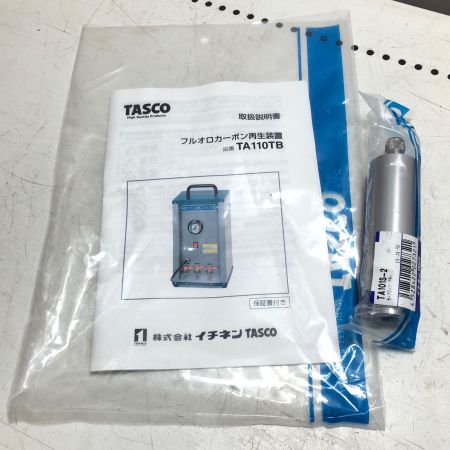 TASCO
High Quality Products
取扱説明書
フルオロカーボン再生装置
品番 TA110TB
保証書付き
株式会社 イチネン TASCO
TA101S-2